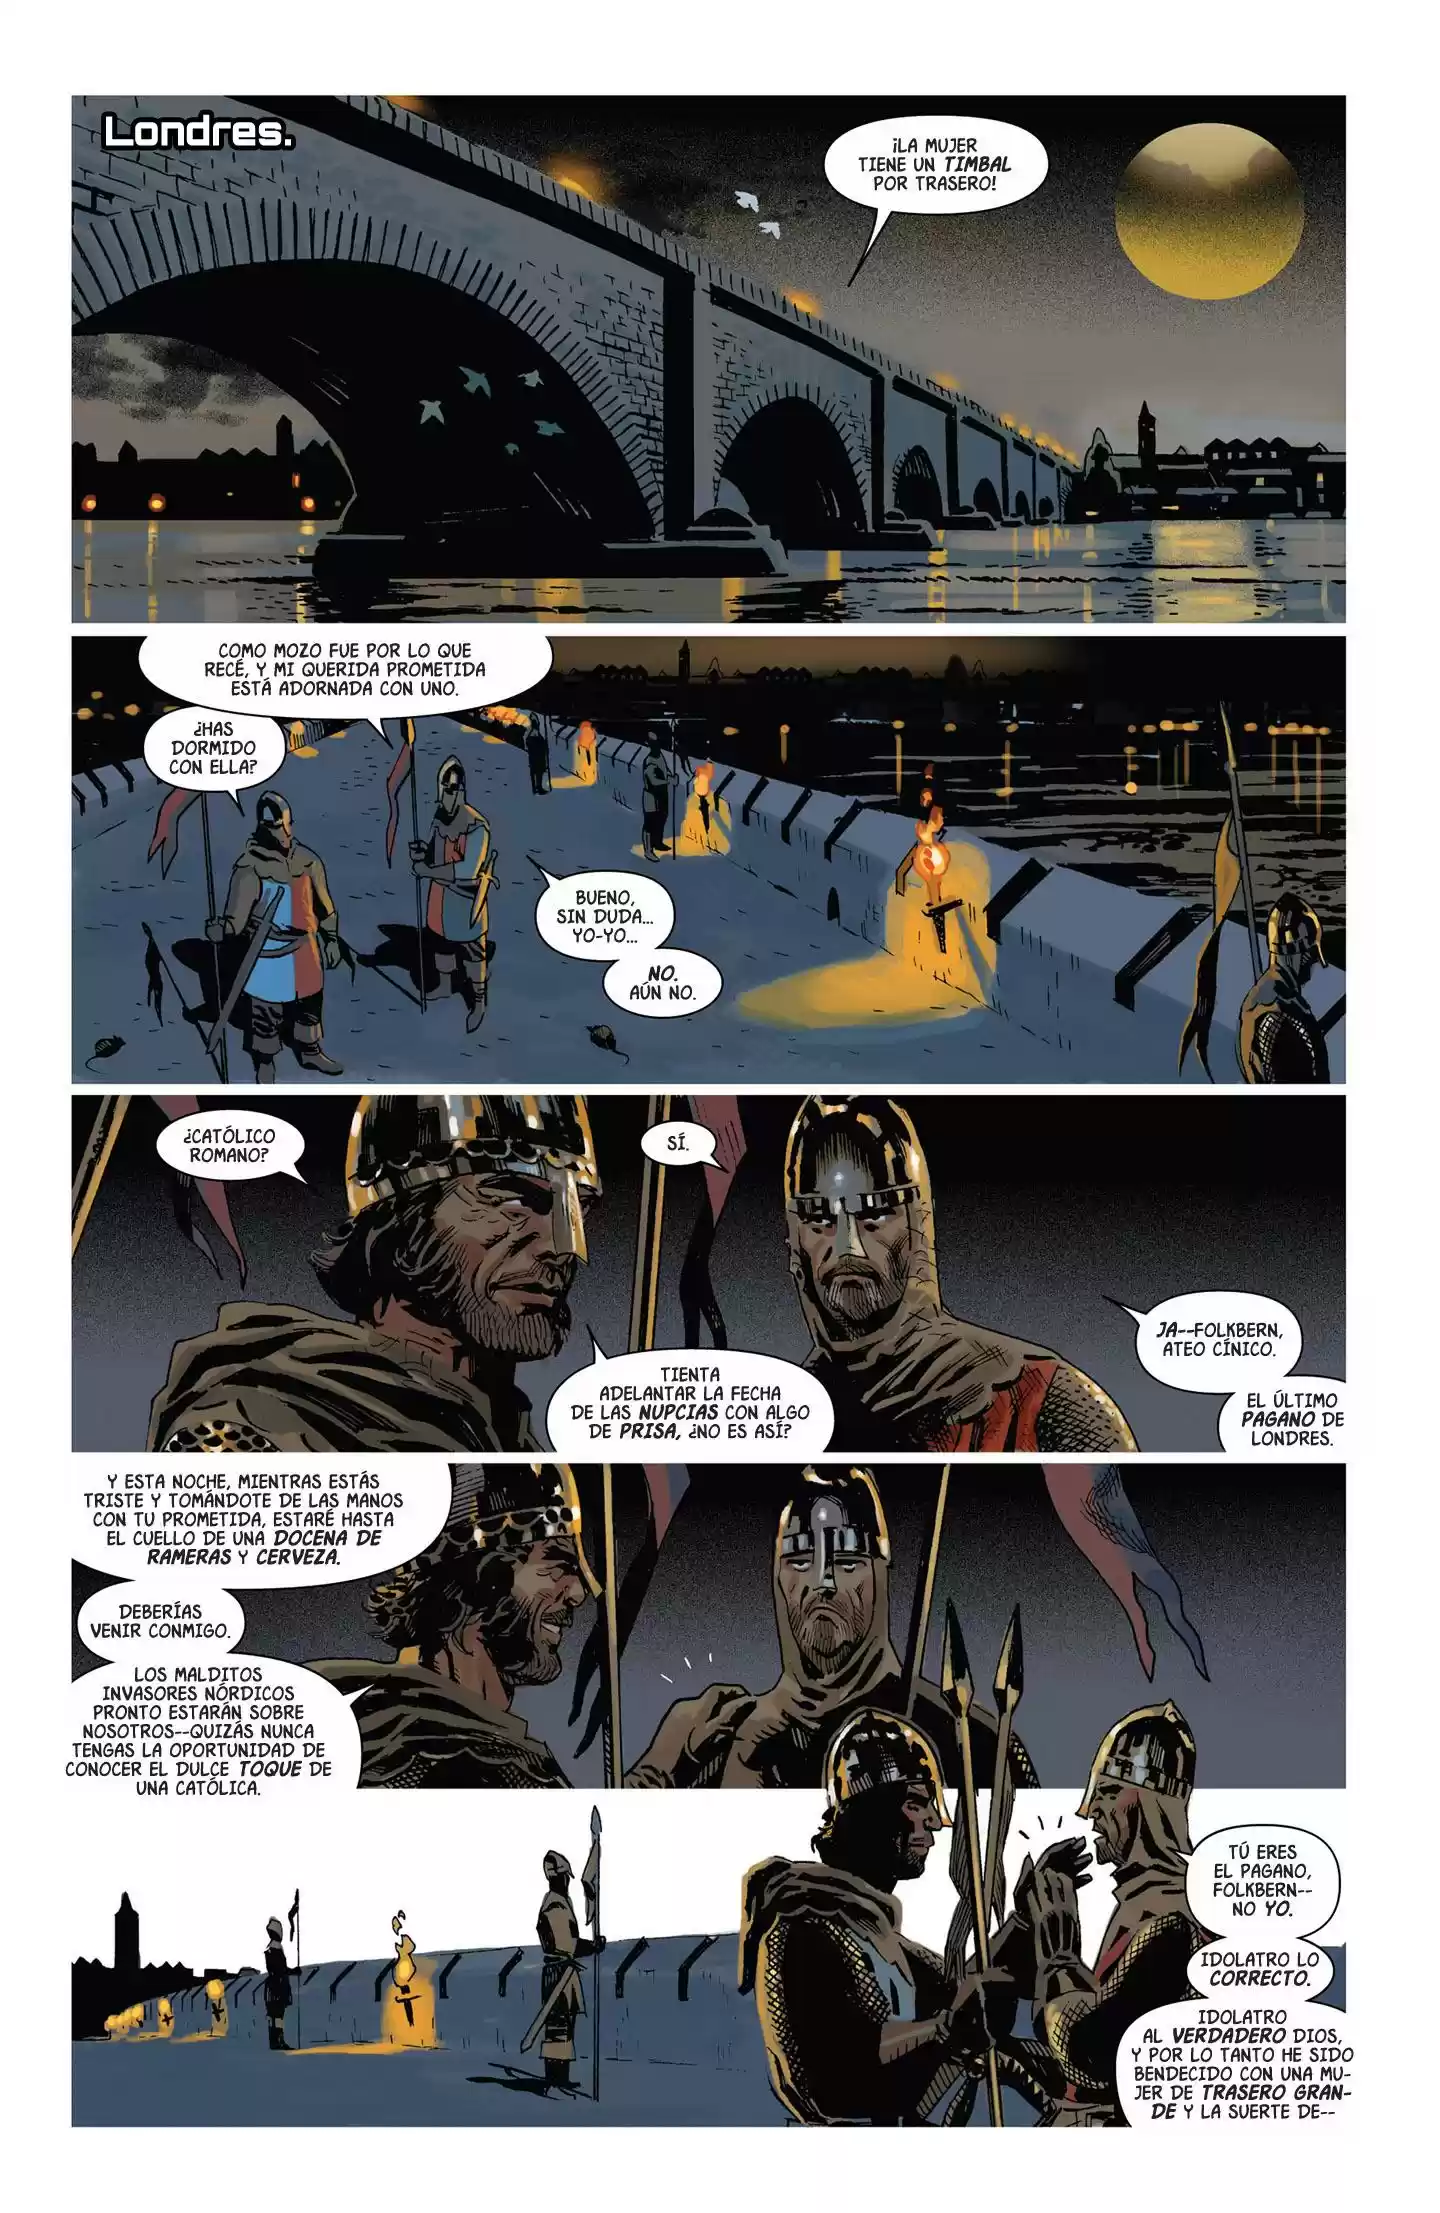 Londres.
¡LA MUJER
TIENE UN TIMBAL
POR TRASERO!
COMO MOZO FUE POR LO QUE
RECÉ, Y MI QUERIDA PROMETIDA
ESTÁ ADORNADA CON UNO.
¿HAS
DORMIDO
CON ELLA?
BUENO,
SIN DUDA...
YO-YO...
NO.
AÚN NO.
¿CATÓLICO
ROMANO?
SÍ.
TIENTA
ADELANTAR LA FECHA
DE LAS NUPCIAS CON ALGO
DE PRISA, ¿NO ES ASÍ?
JA--FOLKBERN,
ATEO CÍNICO.
EL ÚLTIMO
PAGANO DE
LONDRES.
Y ESTA NOCHE, MIENTRAS ESTÁS
TRISTE Y TOMÁNDOTE DE LAS MANOS
CON TU PROMETIDA, ESTARÉ HASTA
EL CUELLO DE UNA DOCENA DE
RAMERAS Y CERVEZA.
DEBERÍAS
VENIR CONMIGO.
LOS MALDITOS
INVASORES NÓRDICOS
PRONTO ESTARÁN SOBRE
NOSOTROS--QUIZÁS NUNCA
TENGAS LA OPORTUNIDAD DE
CONOCER EL DULCE TOQUE DE
UNA CATÓLICA.
TÚ ERES
EL PAGANO,
FOLKBERN--
NO YO.
IDOLATRO LO
CORRECTO.
IDOLATRO
AL VERDADERO DIOS,
Y POR LO TANTO HE SIDO
BENDECIDO CON UNA MU-
JER DE TRASERO GRAN-
DE Y LA SUERTE DE--